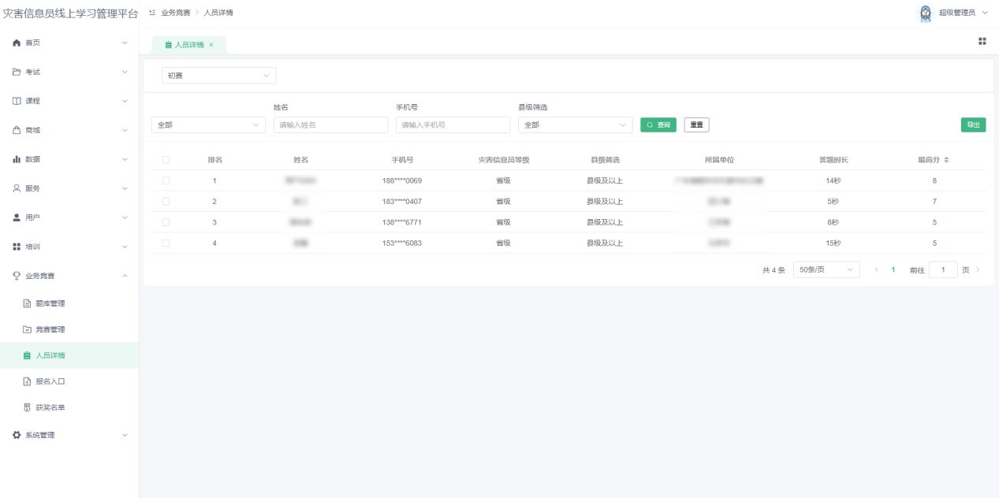 灾害信息员线上学习管理平台
业务竞赛 > 人员详情
超级管理员
首页
考试
课程
商城
数据
服务
用户
培训
业务竞赛
题库管理
竞赛管理
人员详情
报名入口
获奖名单
系统管理
人员详情 ×
初赛
姓名 手机号 县级筛选
全部 请输入姓名 请输入手机号 全部 查询 重置 导出
排名 姓名 手机号 灾害信息员等级 县级筛选 所属单位 答题时长 最高分
1 188****0069 省级 县级及以上 14秒 8
2 183****0407 省级 县级及以上 5秒 7
3 138****6771 省级 县级及以上 8秒 5
4 153****6083 省级 县级及以上 15秒 5
共 4 条 50条/页 < 1 前往 1 页 >